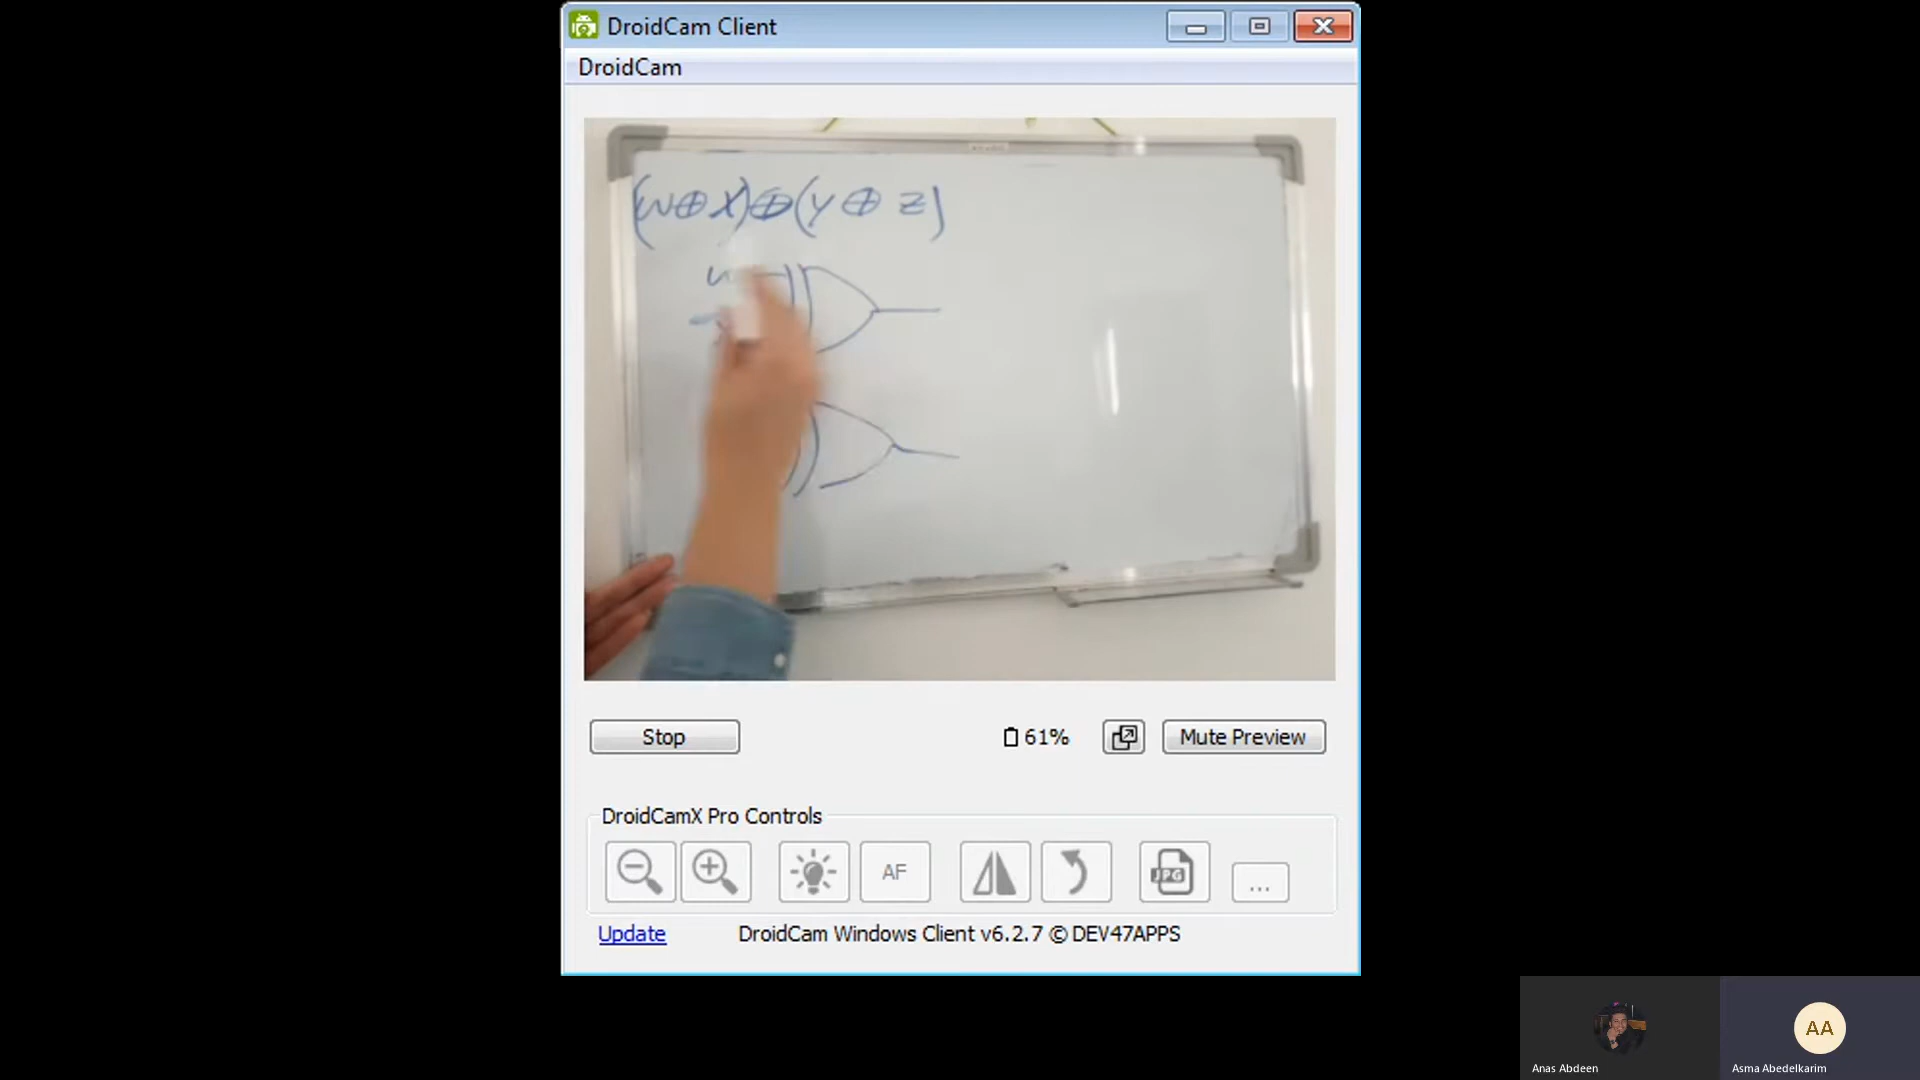 DroidCam Client
DroidCam
(w⊕x)⊕(y⊕z)
Stop
61%
Mute Preview
DroidCamX Pro Controls
AF
JPG
...
Update
DroidCam Windows Client v6.2.7 © DEV47APPS
AA
Anas Abdeen
Asma Abedelkarim